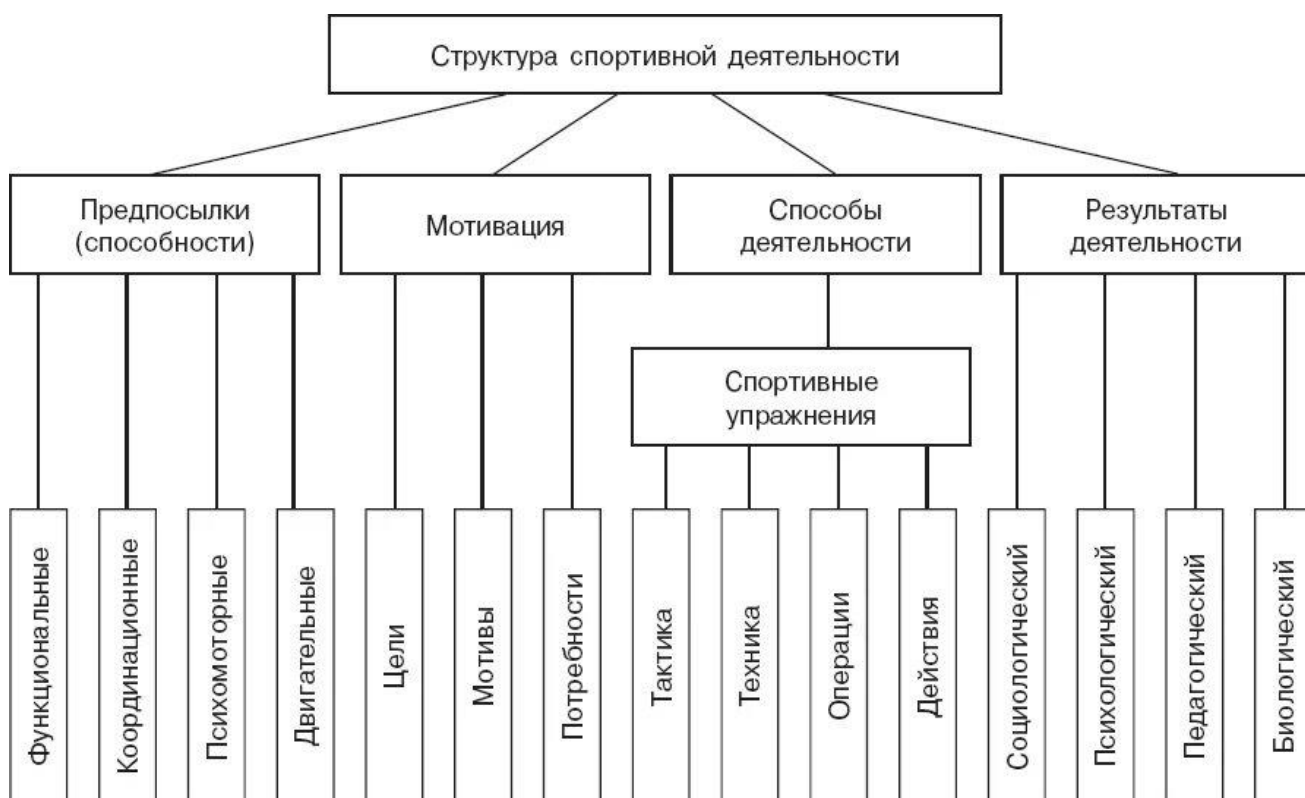 Структура спортивной деятельности
Предпосылки
(способности)
Мотивация
Способы
деятельности
Результаты
деятельности
Спортивные
упражнения
Функциональные
Координационные
Психомоторные
Двигательные
Цели
Мотивы
Потребности
Тактика
Техника
Операции
Действия
Социологический
Психологический
Педагогический
Биологический